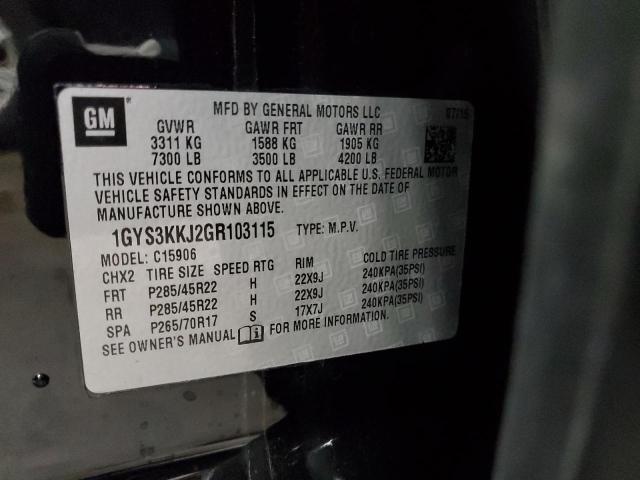 GM
MFD BY GENERAL MOTORS LLC 07/15
GVWR GAWR FRT GAWR RR
3311 KG 1588 KG 1905 KG
7300 LB 3500 LB 4200 LB
THIS VEHICLE CONFORMS TO ALL APPLICABLE U.S. FEDERAL MOTOR
VEHICLE SAFETY STANDARDS IN EFFECT ON THE DATE OF
MANUFACTURE SHOWN ABOVE.
1GYS3KKJ2GR103115 TYPE: M.P.V.
MODEL: C15906
CHX2 TIRE SIZE SPEED RTG RIM COLD TIRE PRESSURE
FRT P285/45R22 H 22X9J 240KPA(35PSI)
RR P285/45R22 H 22X9J 240KPA(35PSI)
SPA P265/70R17 S 17X7J 240KPA(35PSI)
SEE OWNER'S MANUAL i FOR MORE INFORMATION.